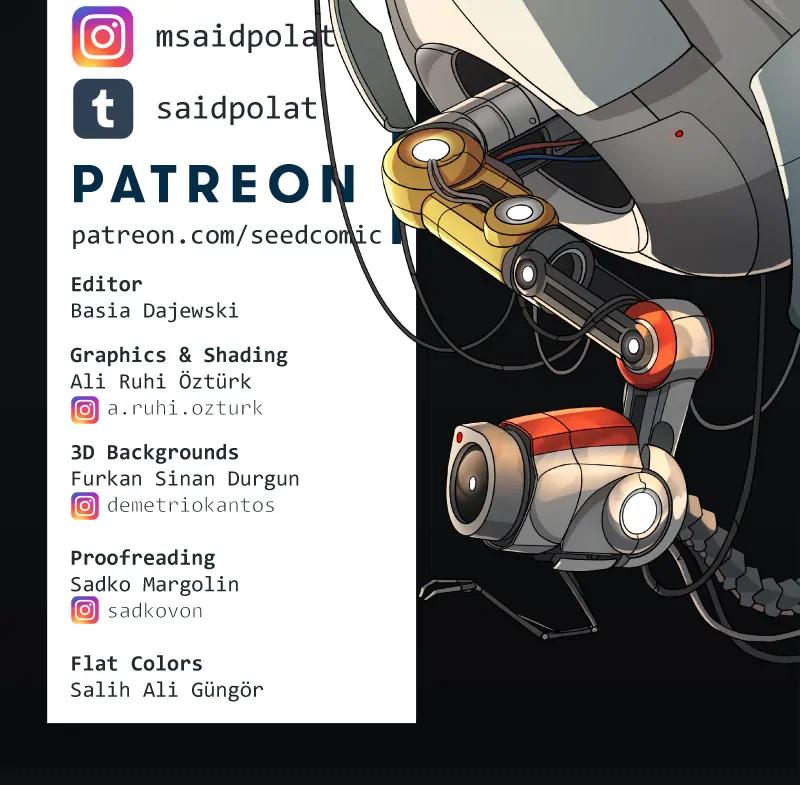 msaidpolat
saidpolat
PATREON
patreon.com/seedcomic
Editor
Basia Dajewski
Graphics & Shading
Ali Ruhi Öztürk
a.ruhi.ozturk
3D Backgrounds
Furkan Sinan Durgun
demetriokantos
Proofreading
Sadko Margolin
sadkovon
Flat Colors
Salih Ali Güngör